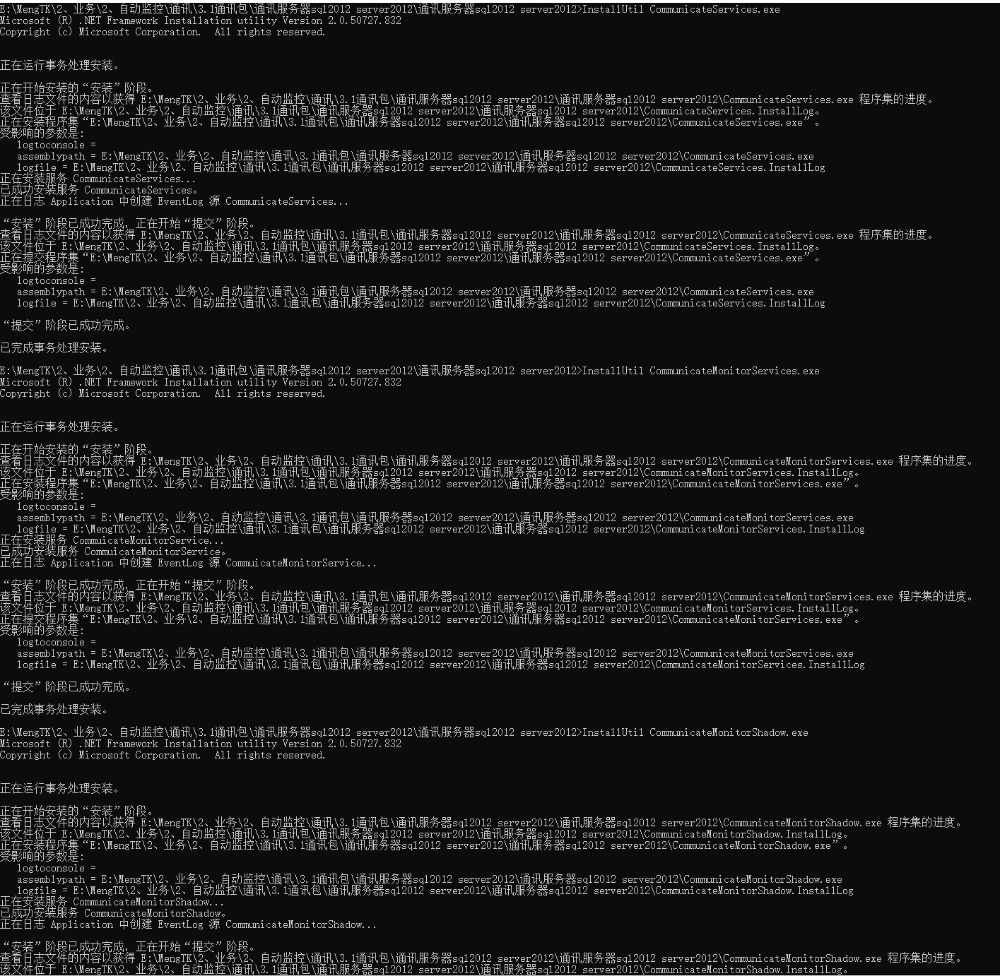 E:\MengTK\2、业务\2、自动监控\通讯\3.1通讯包\通讯服务器sql2012 server2012\通讯服务器sql2012 server2012>InstallUtil CommunicateServices.exe
Microsoft (R) .NET Framework Installation utility Version 2.0.50727.832
Copyright (c) Microsoft Corporation.  All rights reserved.
正在运行事务处理安装。
正在开始安装的“安装”阶段。
查看日志文件的内容以获得 E:\MengTK\2、业务\2、自动监控\通讯\3.1通讯包\通讯服务器sql2012 server2012\通讯服务器sql2012 server2012\CommunicateServices.exe 程序集的进度。
该文件位于 E:\MengTK\2、业务\2、自动监控\通讯\3.1通讯包\通讯服务器sql2012 server2012\通讯服务器sql2012 server2012\CommunicateServices.InstallLog。
正在安装程序集“E:\MengTK\2、业务\2、自动监控\通讯\3.1通讯包\通讯服务器sql2012 server2012\通讯服务器sql2012 server2012\CommunicateServices.exe”。
受影响的参数是:
logtoconsole =
assemblypath = E:\MengTK\2、业务\2、自动监控\通讯\3.1通讯包\通讯服务器sql2012 server2012\通讯服务器sql2012 server2012\CommunicateServices.exe
logfile = E:\MengTK\2、业务\2、自动监控\通讯\3.1通讯包\通讯服务器sql2012 server2012\通讯服务器sql2012 server2012\CommunicateServices.InstallLog
正在安装服务 CommunicateServices...
已成功安装服务 CommunicateServices。
正在日志 Application 中创建 EventLog 源 CommunicateServices...
“安装”阶段已成功完成，正在开始“提交”阶段。
查看日志文件的内容以获得 E:\MengTK\2、业务\2、自动监控\通讯\3.1通讯包\通讯服务器sql2012 server2012\通讯服务器sql2012 server2012\CommunicateServices.exe 程序集的进度。
该文件位于 E:\MengTK\2、业务\2、自动监控\通讯\3.1通讯包\通讯服务器sql2012 server2012\通讯服务器sql2012 server2012\CommunicateServices.InstallLog。
正在提交程序集“E:\MengTK\2、业务\2、自动监控\通讯\3.1通讯包\通讯服务器sql2012 server2012\通讯服务器sql2012 server2012\CommunicateServices.exe”。
受影响的参数是:
logtoconsole =
assemblypath = E:\MengTK\2、业务\2、自动监控\通讯\3.1通讯包\通讯服务器sql2012 server2012\通讯服务器sql2012 server2012\CommunicateServices.exe
logfile = E:\MengTK\2、业务\2、自动监控\通讯\3.1通讯包\通讯服务器sql2012 server2012\通讯服务器sql2012 server2012\CommunicateServices.InstallLog
“提交”阶段已成功完成。
已完成事务处理安装。
E:\MengTK\2、业务\2、自动监控\通讯\3.1通讯包\通讯服务器sql2012 server2012\通讯服务器sql2012 server2012>InstallUtil CommunicateMonitorServices.exe
Microsoft (R) .NET Framework Installation utility Version 2.0.50727.832
Copyright (c) Microsoft Corporation.  All rights reserved.
正在运行事务处理安装。
正在开始安装的“安装”阶段。
查看日志文件的内容以获得 E:\MengTK\2、业务\2、自动监控\通讯\3.1通讯包\通讯服务器sql2012 server2012\通讯服务器sql2012 server2012\CommunicateMonitorServices.exe 程序集的进度。
该文件位于 E:\MengTK\2、业务\2、自动监控\通讯\3.1通讯包\通讯服务器sql2012 server2012\通讯服务器sql2012 server2012\CommunicateMonitorServices.InstallLog。
正在安装程序集“E:\MengTK\2、业务\2、自动监控\通讯\3.1通讯包\通讯服务器sql2012 server2012\通讯服务器sql2012 server2012\CommunicateMonitorServices.exe”。
受影响的参数是:
logtoconsole =
assemblypath = E:\MengTK\2、业务\2、自动监控\通讯\3.1通讯包\通讯服务器sql2012 server2012\通讯服务器sql2012 server2012\CommunicateMonitorServices.exe
logfile = E:\MengTK\2、业务\2、自动监控\通讯\3.1通讯包\通讯服务器sql2012 server2012\通讯服务器sql2012 server2012\CommunicateMonitorServices.InstallLog
正在安装服务 CommuicateMonitorService...
已成功安装服务 CommuicateMonitorService。
正在日志 Application 中创建 EventLog 源 CommuicateMonitorService...
“安装”阶段已成功完成，正在开始“提交”阶段。
查看日志文件的内容以获得 E:\MengTK\2、业务\2、自动监控\通讯\3.1通讯包\通讯服务器sql2012 server2012\通讯服务器sql2012 server2012\CommunicateMonitorServices.exe 程序集的进度。
该文件位于 E:\MengTK\2、业务\2、自动监控\通讯\3.1通讯包\通讯服务器sql2012 server2012\通讯服务器sql2012 server2012\CommunicateMonitorServices.InstallLog。
正在提交程序集“E:\MengTK\2、业务\2、自动监控\通讯\3.1通讯包\通讯服务器sql2012 server2012\通讯服务器sql2012 server2012\CommunicateMonitorServices.exe”。
受影响的参数是:
logtoconsole =
assemblypath = E:\MengTK\2、业务\2、自动监控\通讯\3.1通讯包\通讯服务器sql2012 server2012\通讯服务器sql2012 server2012\CommunicateMonitorServices.exe
logfile = E:\MengTK\2、业务\2、自动监控\通讯\3.1通讯包\通讯服务器sql2012 server2012\通讯服务器sql2012 server2012\CommunicateMonitorServices.InstallLog
“提交”阶段已成功完成。
已完成事务处理安装。
E:\MengTK\2、业务\2、自动监控\通讯\3.1通讯包\通讯服务器sql2012 server2012\通讯服务器sql2012 server2012>InstallUtil CommunicateMonitorShadow.exe
Microsoft (R) .NET Framework Installation utility Version 2.0.50727.832
Copyright (c) Microsoft Corporation.  All rights reserved.
正在运行事务处理安装。
正在开始安装的“安装”阶段。
查看日志文件的内容以获得 E:\MengTK\2、业务\2、自动监控\通讯\3.1通讯包\通讯服务器sql2012 server2012\通讯服务器sql2012 server2012\CommunicateMonitorShadow.exe 程序集的进度。
该文件位于 E:\MengTK\2、业务\2、自动监控\通讯\3.1通讯包\通讯服务器sql2012 server2012\通讯服务器sql2012 server2012\CommunicateMonitorShadow.InstallLog。
正在安装程序集“E:\MengTK\2、业务\2、自动监控\通讯\3.1通讯包\通讯服务器sql2012 server2012\通讯服务器sql2012 server2012\CommunicateMonitorShadow.exe”。
受影响的参数是:
logtoconsole =
assemblypath = E:\MengTK\2、业务\2、自动监控\通讯\3.1通讯包\通讯服务器sql2012 server2012\通讯服务器sql2012 server2012\CommunicateMonitorShadow.exe
logfile = E:\MengTK\2、业务\2、自动监控\通讯\3.1通讯包\通讯服务器sql2012 server2012\通讯服务器sql2012 server2012\CommunicateMonitorShadow.InstallLog
正在安装服务 CommunicateMonitorShadow...
已成功安装服务 CommunicateMonitorShadow。
正在日志 Application 中创建 EventLog 源 CommunicateMonitorShadow...
“安装”阶段已成功完成，正在开始“提交”阶段。
查看日志文件的内容以获得 E:\MengTK\2、业务\2、自动监控\通讯\3.1通讯包\通讯服务器sql2012 server2012\通讯服务器sql2012 server2012\CommunicateMonitorShadow.exe 程序集的进度。
该文件位于 E:\MengTK\2、业务\2、自动监控\通讯\3.1通讯包\通讯服务器sql2012 server2012\通讯服务器sql2012 server2012\CommunicateMonitorShadow.InstallLog。